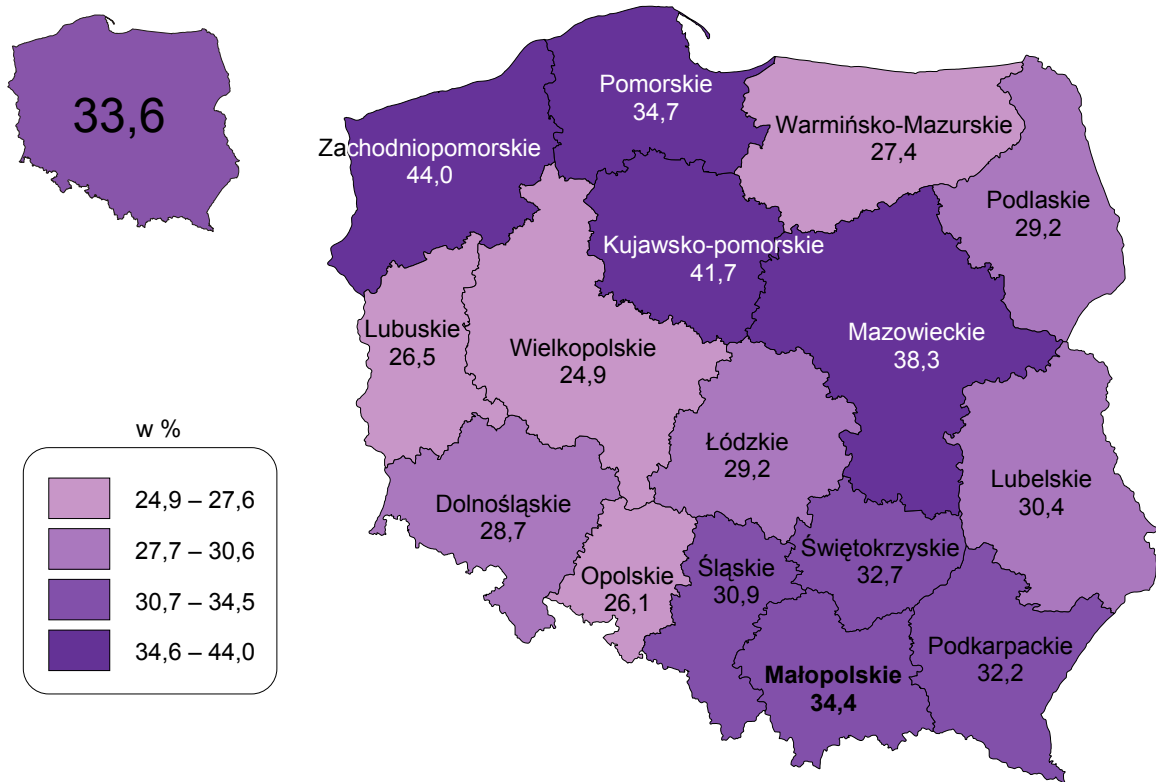 33,6
Pomorskie
34,7
Warmińsko-Mazurskie
27,4
Zachodniopomorskie
44,0
Podlaskie
29,2
Kujawsko-pomorskie
41,7
Lubuskie
26,5
Wielkopolskie
24,9
Mazowieckie
38,3
Łódzkie
29,2
Lubelskie
30,4
Dolnośląskie
28,7
Opolskie
26,1
Śląskie
30,9
Świętokrzyskie
32,7
Podkarpackie
32,2
Małopolskie
34,4
w %
24,9 – 27,6
27,7 – 30,6
30,7 – 34,5
34,6 – 44,0